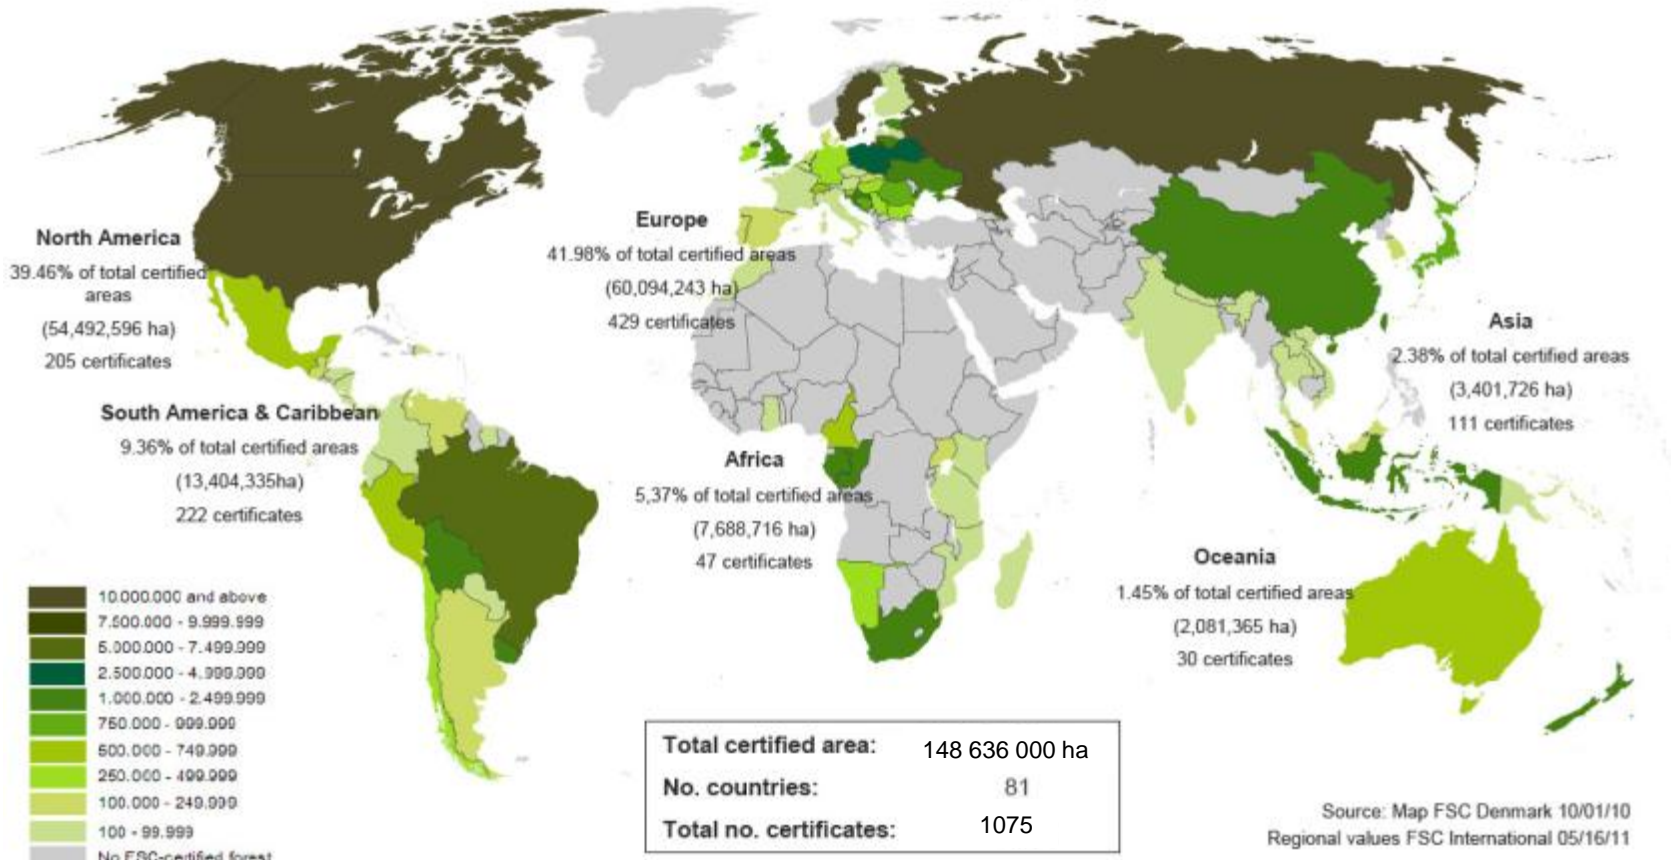 North America
39.46% of total certified
areas
(54,492,596 ha)
205 certificates
South America & Caribbean
9.36% of total certified areas
(13,404,335ha)
222 certificates
Europe
41.98% of total certified areas
(60,094,243 ha)
429 certificates
Africa
5,37% of total certified areas
(7,688,716 ha)
47 certificates
Asia
2.38% of total certified areas
(3,401,726 ha)
111 certificates
Oceania
1.45% of total certified areas
(2,081,365 ha)
30 certificates
10.000.000 and above
7.500.000 - 9.999.999
5.000.000 - 7.499.999
2.500.000 - 4.999.999
1.000.000 - 2.499.999
750.000 - 999.999
500.000 - 749.999
250.000 - 499.999
100.000 - 249.999
100 - 99.999
No FSC-certified forest
Total certified area: 148 636 000 ha
No. countries: 81
Total no. certificates: 1075
Source: Map FSC Denmark 10/01/10
Regional values FSC International 05/16/11